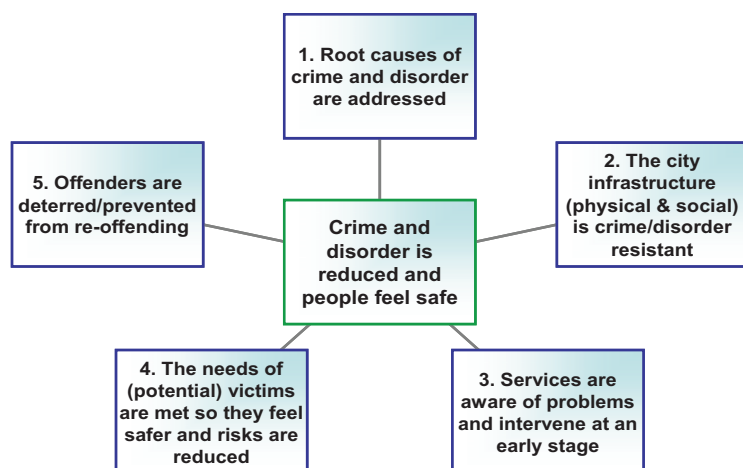 1. Root causes of
crime and disorder
are addressed
5. Offenders are
deterred/prevented
from re-offending
2. The city
infrastructure
(physical & social)
is crime/disorder
resistant
Crime and
disorder is
reduced and
people feel safe
4. The needs of
(potential) victims
are met so they feel
safer and risks are
reduced
3. Services are
aware of problems
and intervene at an
early stage